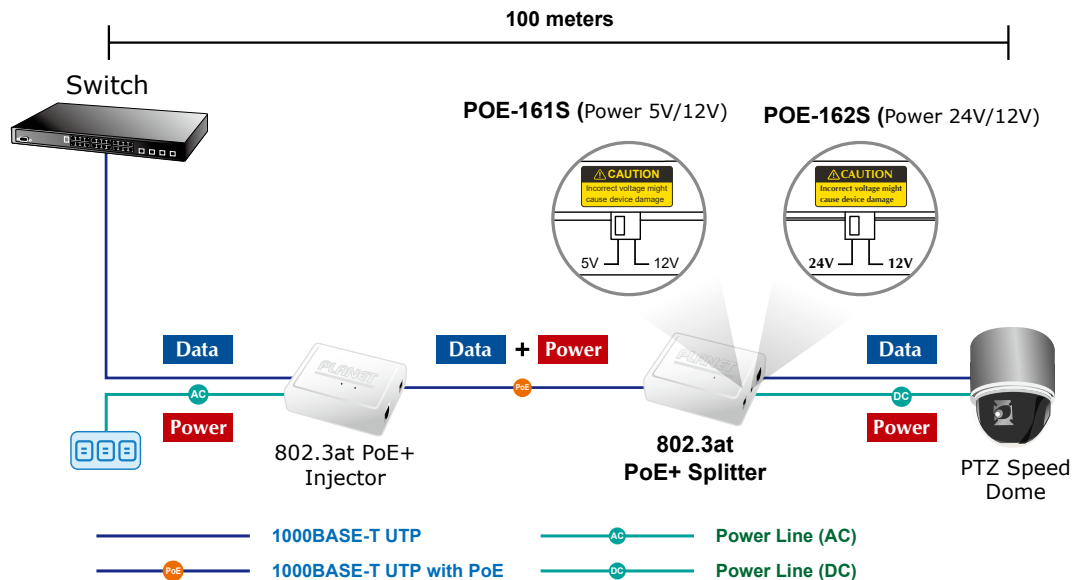 100 meters
Switch
POE-161S (Power 5V/12V)
POE-162S (Power 24V/12V)
CAUTION
Incorrect voltage might
cause device damage
5V
12V
CAUTION
Incorrect voltage might
cause device damage
24V
12V
Data
Data + Power
Data
PLANET
PLANET
AC
PoE
DC
Power
Power
802.3at PoE+
Injector
802.3at
PoE+ Splitter
PTZ Speed
Dome
1000BASE-T UTP
AC
Power Line (AC)
PoE
1000BASE-T UTP with PoE
DC
Power Line (DC)